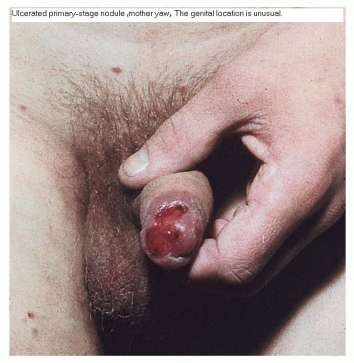 Ulcerated primary-stage nodule ,mother yaw, The genital location is unusual.